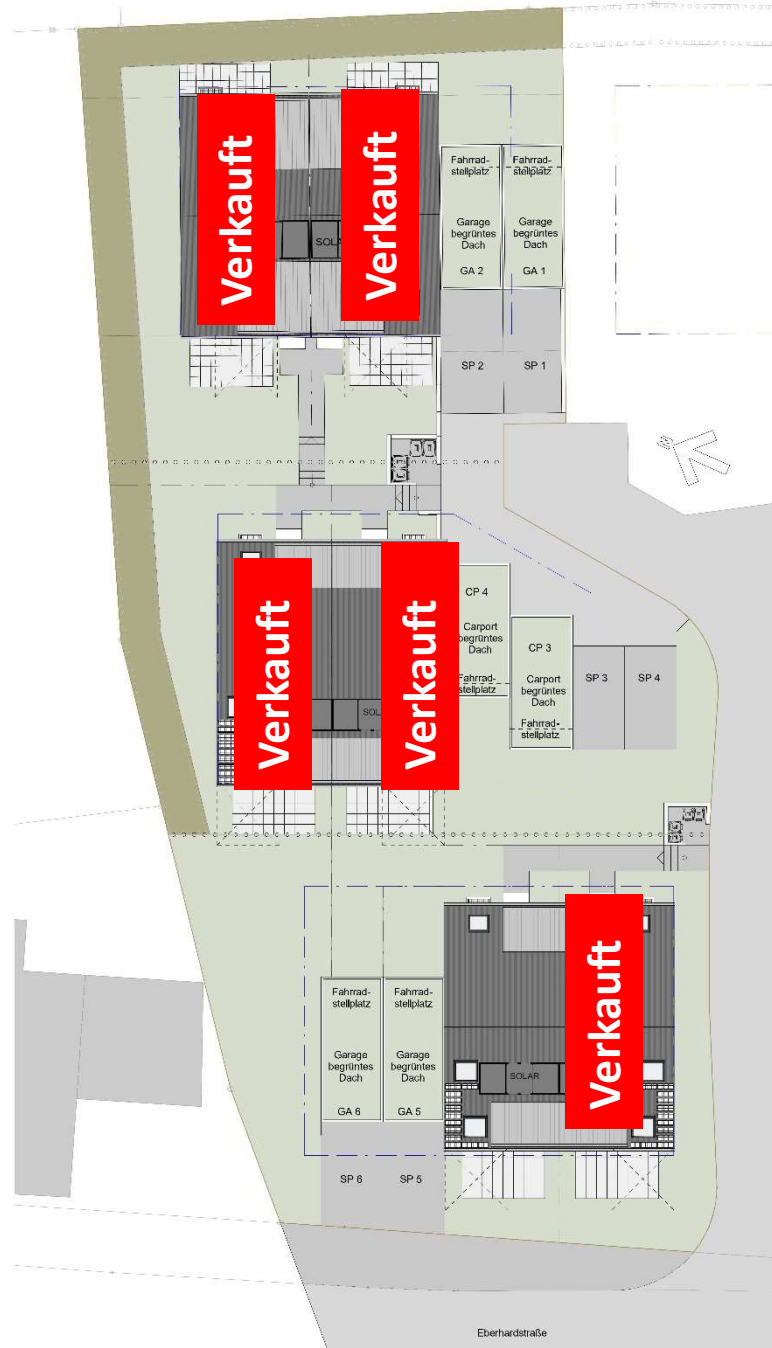 Verkauft
Verkauft
SOLA
Fahrrad-
stellplatz
Garage
begrüntes
Dach
GA 2
Fahrrad-
stellplatz
Garage
begrüntes
Dach
GA 1
SP 2
SP 1
N
Verkauft
Verkauft
SOL
CP 4
Carport
begrüntes
Dach
Fahrrad-
stellplatz
CP 3
Carport
begrüntes
Dach
Fahrrad-
stellplatz
SP 3
SP 4
Verkauft
SOLAR
Fahrrad-
stellplatz
Garage
begrüntes
Dach
GA 6
Fahrrad-
stellplatz
Garage
begrüntes
Dach
GA 5
SP 6
SP 5
Eberhardstraße